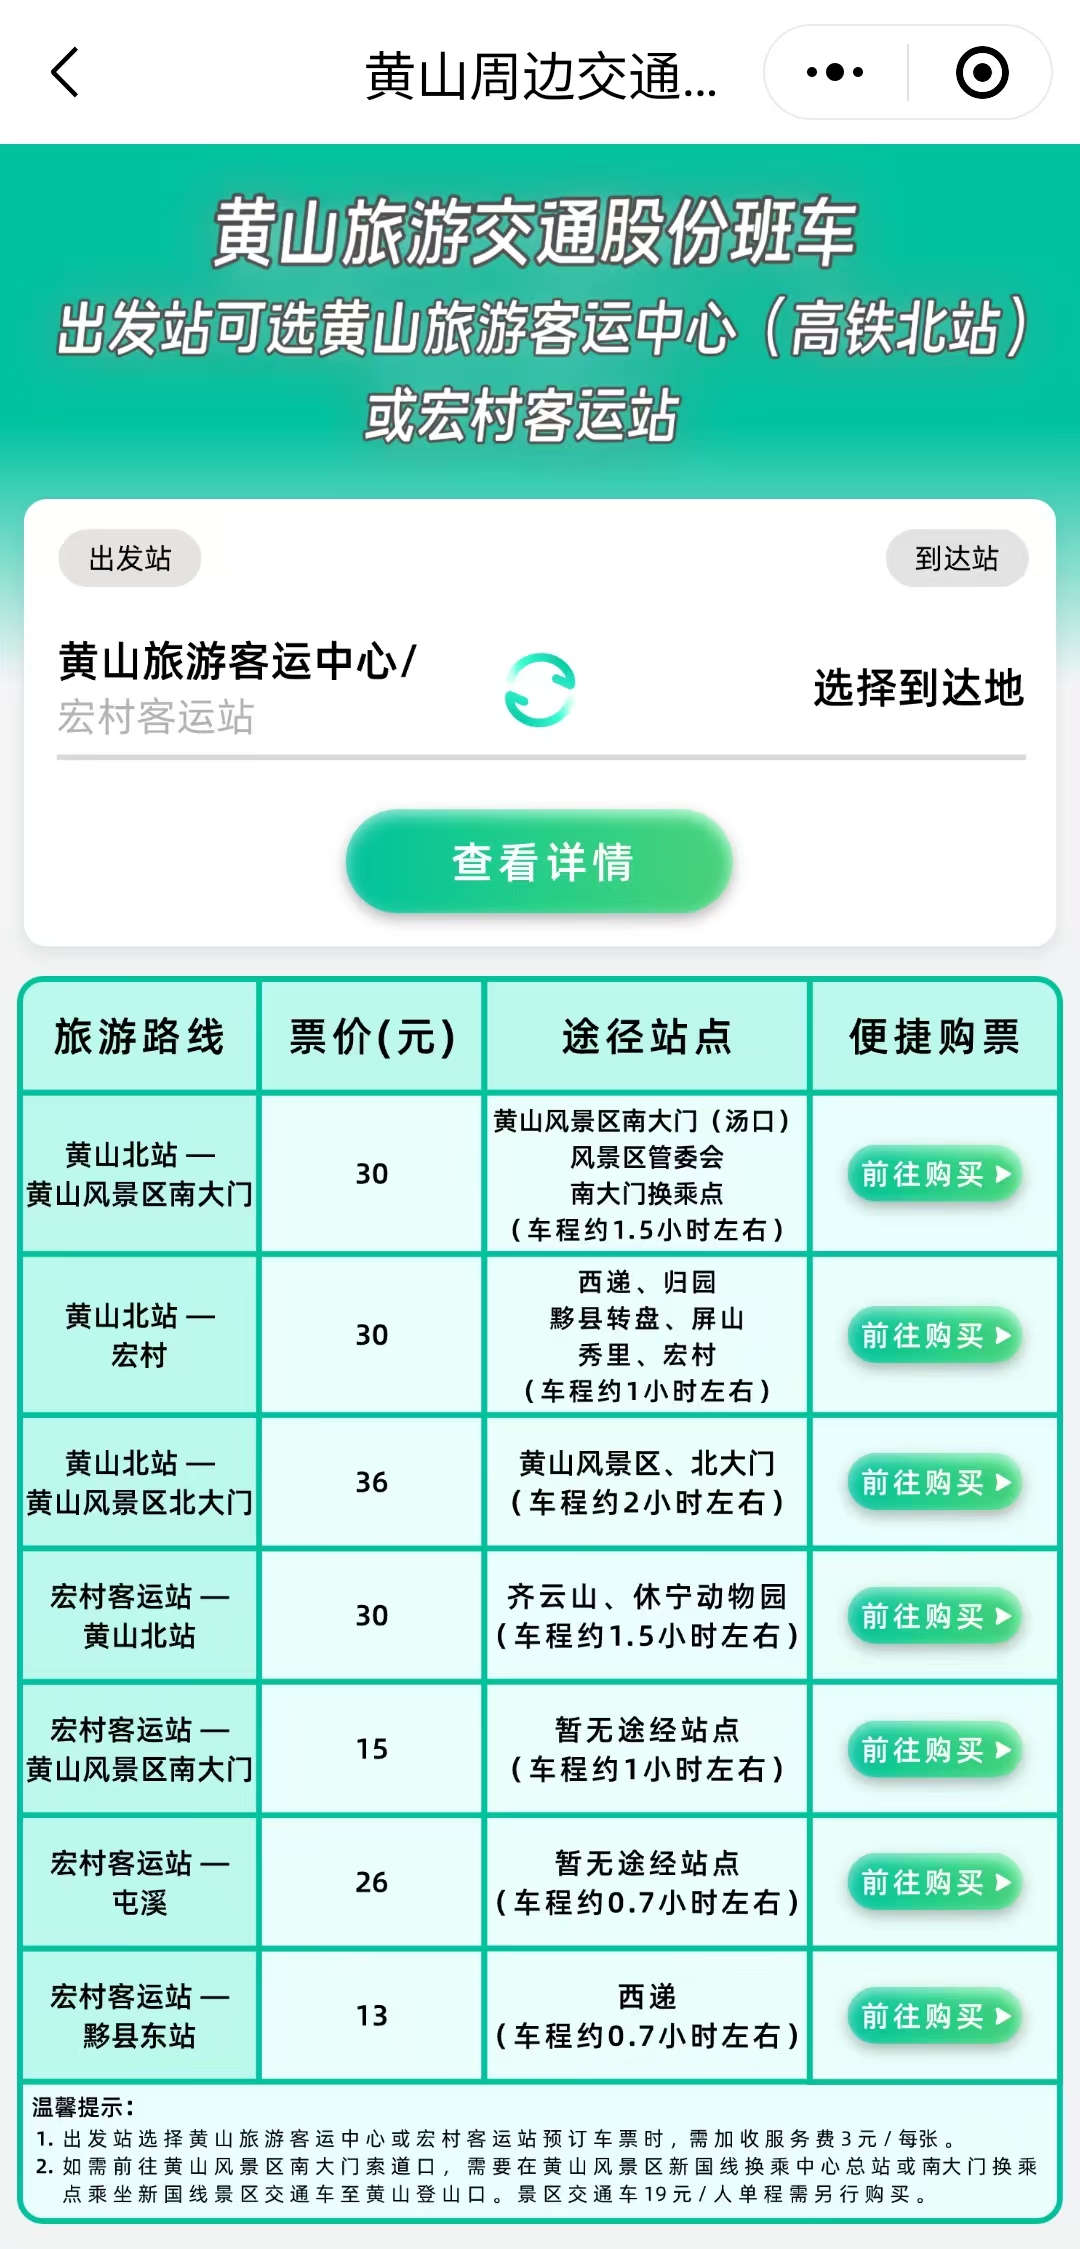 黄山周边交通...
黄山旅游交通股份班车
出发站可选黄山旅游客运中心（高铁北站）
或宏村客运站
出发站
到达站
黄山旅游客运中心/
宏村客运站
选择到达地
查看详情
旅游路线
票价(元)
途径站点
便捷购票
黄山北站 —
黄山风景区南大门
30
黄山风景区南大门（汤口）
风景区管委会
南大门换乘点
（车程约1.5小时左右）
前往购买
黄山北站 —
宏村
30
西递、归园
黟县转盘、屏山
秀里、宏村
（车程约1小时左右）
前往购买
黄山北站 —
黄山风景区北大门
36
黄山风景区、北大门
（车程约2小时左右）
前往购买
宏村客运站 —
黄山北站
30
齐云山、休宁动物园
（车程约1.5小时左右）
前往购买
宏村客运站 —
黄山风景区南大门
15
暂无途经站点
（车程约1小时左右）
前往购买
宏村客运站 —
屯溪
26
暂无途经站点
（车程约0.7小时左右）
前往购买
宏村客运站 —
黟县东站
13
西递
（车程约0.7小时左右）
前往购买
温馨提示：
1. 出发站选择黄山旅游客运中心或宏村客运站预订车票时，需加收服务费3元/每张。
2. 如需前往黄山风景区南大门索道口，需要在黄山风景区新国线换乘中心总站或南大门换乘
点乘坐新国线景区交通车至黄山登山口。景区交通车19元/人单程需另行购买。